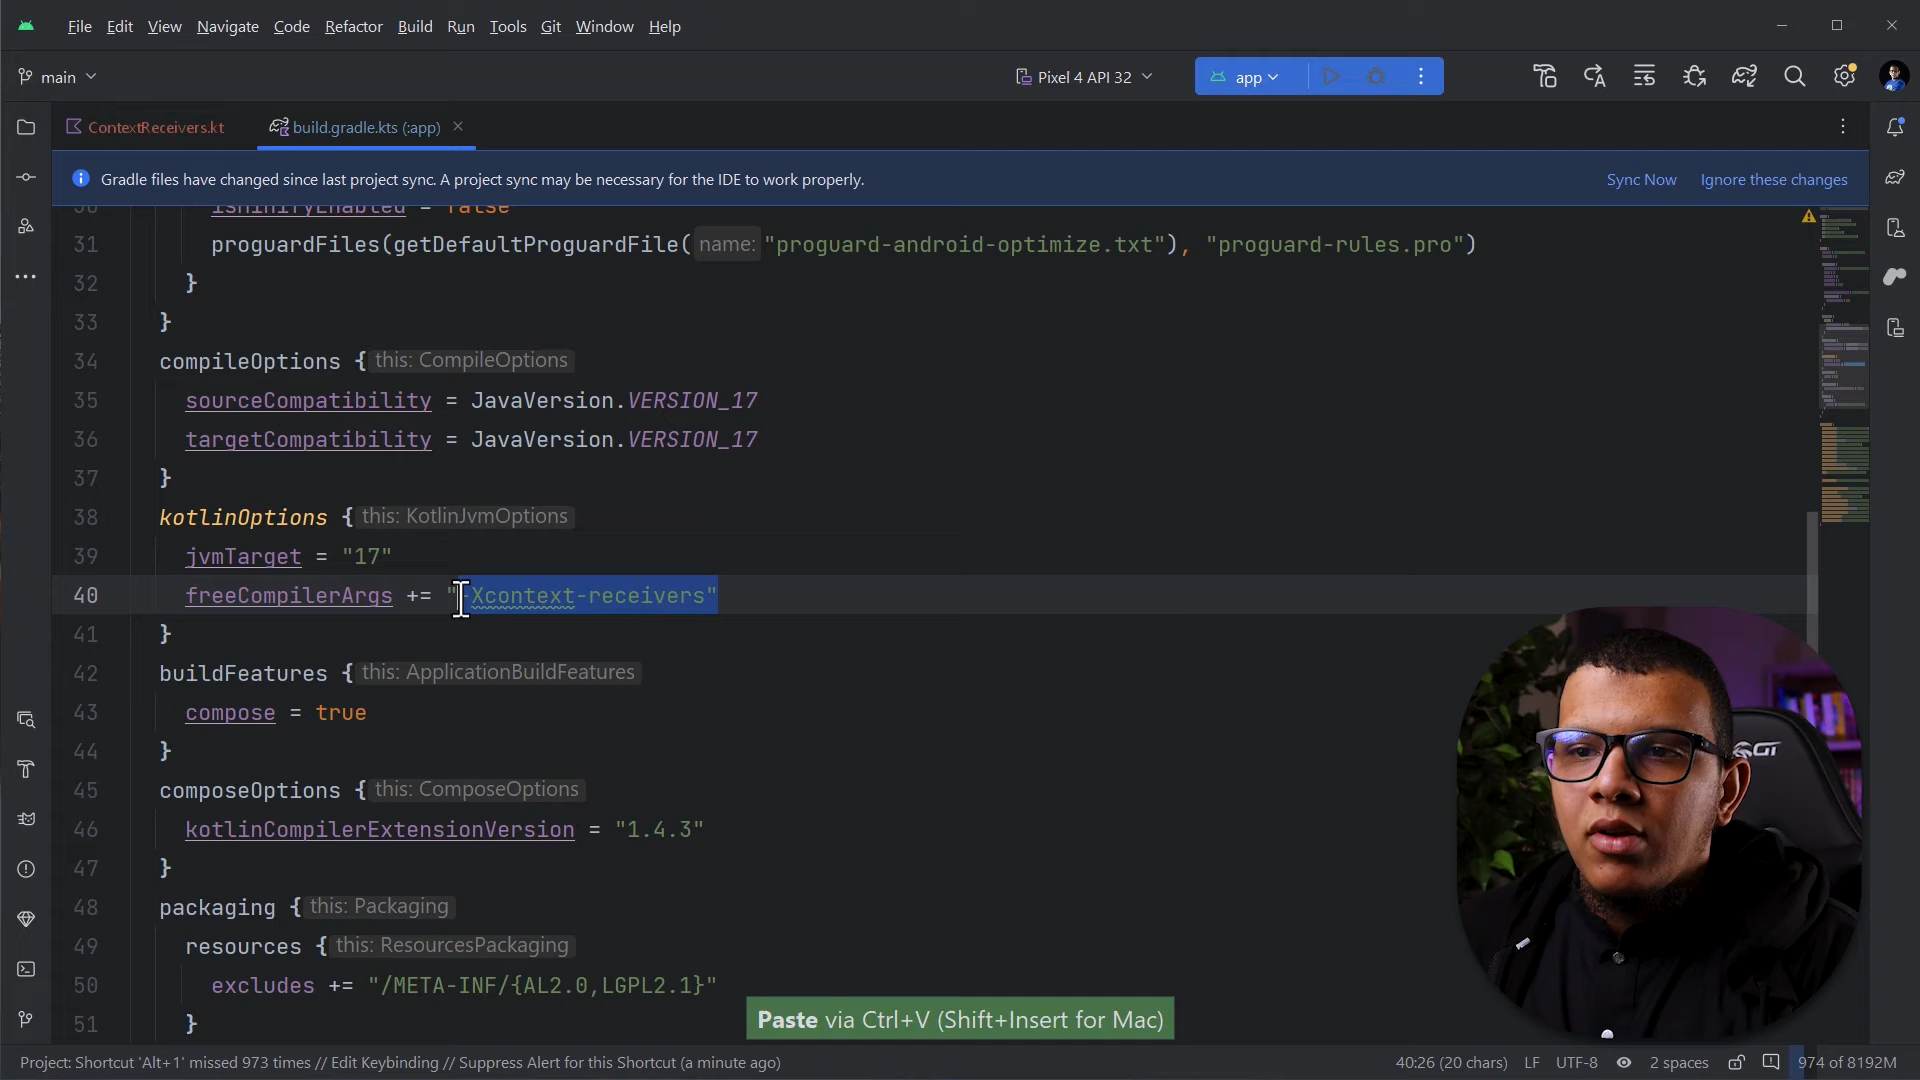 File Edit View Navigate Code Refactor Build Run Tools Git Window Help
main Pixel 4 API 32 app
ContextReceivers.kt build.gradle.kts (:app)
Gradle files have changed since last project sync. A project sync may be necessary for the IDE to work properly. Sync Now Ignore these changes
30 isMinifyEnabled = false
31 proguardFiles(getDefaultProguardFile( name: "proguard-android-optimize.txt"), "proguard-rules.pro")
32 }
33 }
34 compileOptions { this: CompileOptions
35 sourceCompatibility = JavaVersion.VERSION_17
36 targetCompatibility = JavaVersion.VERSION_17
37 }
38 kotlinOptions { this: KotlinJvmOptions
39 jvmTarget = "17"
40 freeCompilerArgs += "-Xcontext-receivers"
41 }
42 buildFeatures { this: ApplicationBuildFeatures
43 compose = true
44 }
45 composeOptions { this: ComposeOptions
46 kotlinCompilerExtensionVersion = "1.4.3"
47 }
48 packaging { this: Packaging
49 resources { this: ResourcesPackaging
50 excludes += "/META-INF/{AL2.0,LGPL2.1}"
51 }
GT
Paste via Ctrl+V (Shift+Insert for Mac)
Project: Shortcut 'Alt+1' missed 973 times // Edit Keybinding // Suppress Alert for this Shortcut (a minute ago) 40:26 (20 chars) LF UTF-8 2 spaces 974 of 8192M